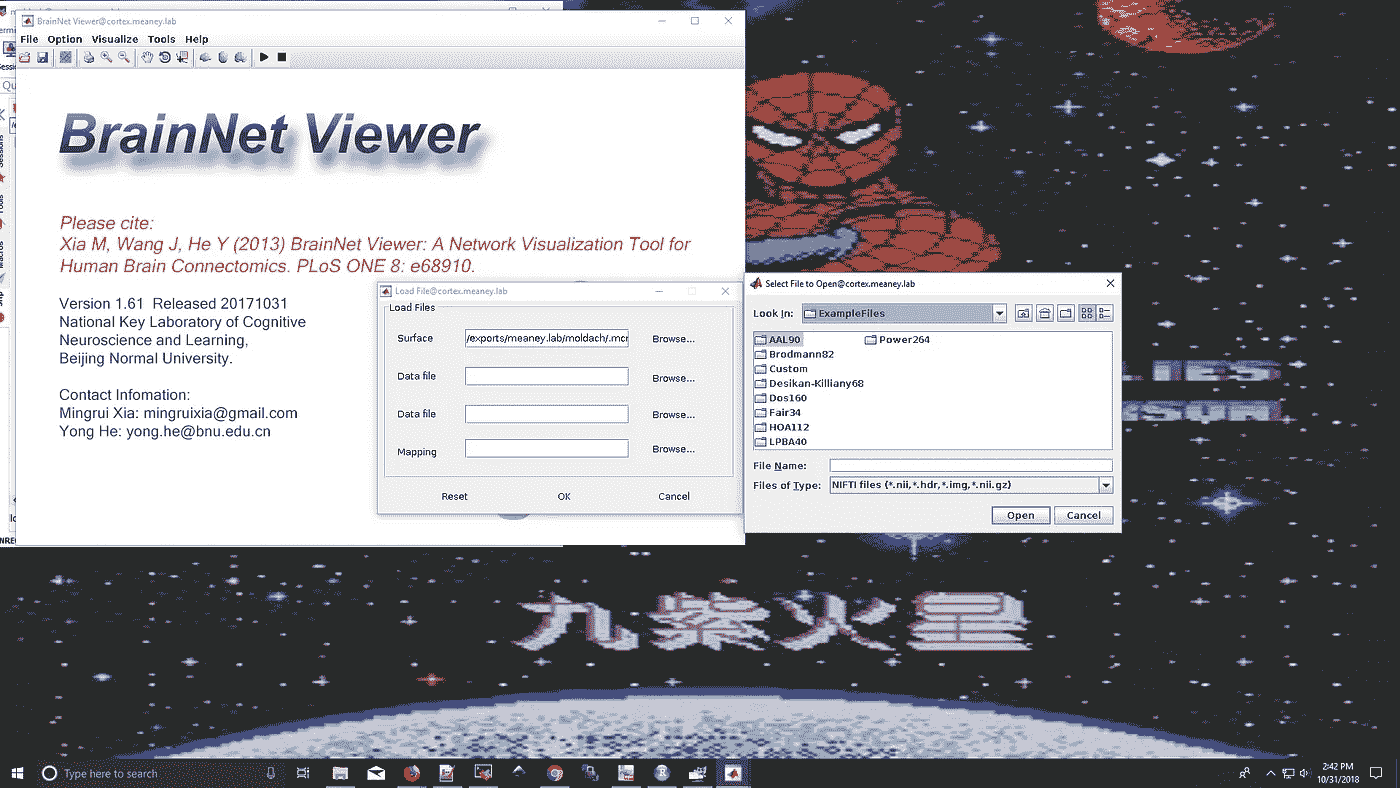 BrainNet Viewer@cortex.meaney.lab
File Option Visualize Tools Help
BrainNet Viewer
Please cite:
Xia M, Wang J, He Y (2013) BrainNet Viewer: A Network Visualization Tool for
Human Brain Connectomics. PLoS ONE 8: e68910.
Version 1.61 Released 20171031
National Key Laboratory of Cognitive
Neuroscience and Learning,
Beijing Normal University.
Contact Infomation:
Mingrui Xia: mingruixia@gmail.com
Yong He: yong.he@bnu.edu.cn
Load File@cortex.meaney.lab
Load Files
Surface /exports/meaney.lab/moldach/.mcr Browse...
Data file Browse...
Data file Browse...
Mapping Browse...
Reset OK Cancel
Select File to Open@cortex.meaney.lab
Look In: ExampleFiles
AAL90 Power264
Brodmann82
Custom
Desikan-Killiany68
Dos160
Fair34
HOA112
LPBA40
File Name:
Files of Type: NIFTI files (*.nii,*.hdr,*.img,*.nii.gz)
Open Cancel
九紫火星
Type here to search
2:42 PM
10/31/2018